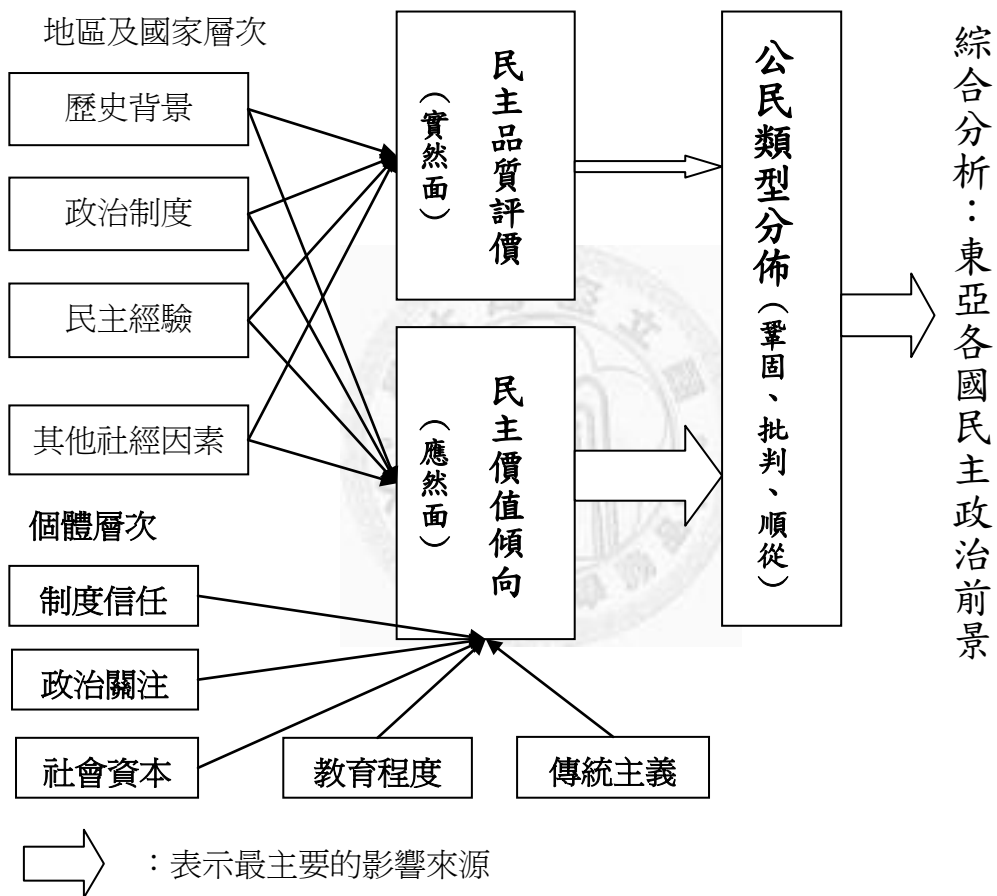 地區及國家層次
歷史背景
政治制度
民主經驗
其他社經因素
個體層次
制度信任
政治關注
社會資本
教育程度
傳統主義
民主品質評價
（實然面）
民主價值傾向
（應然面）
公民類型分佈（鞏固、批判、順從）
綜合分析：東亞各國民主政治前景
：表示最主要的影響來源